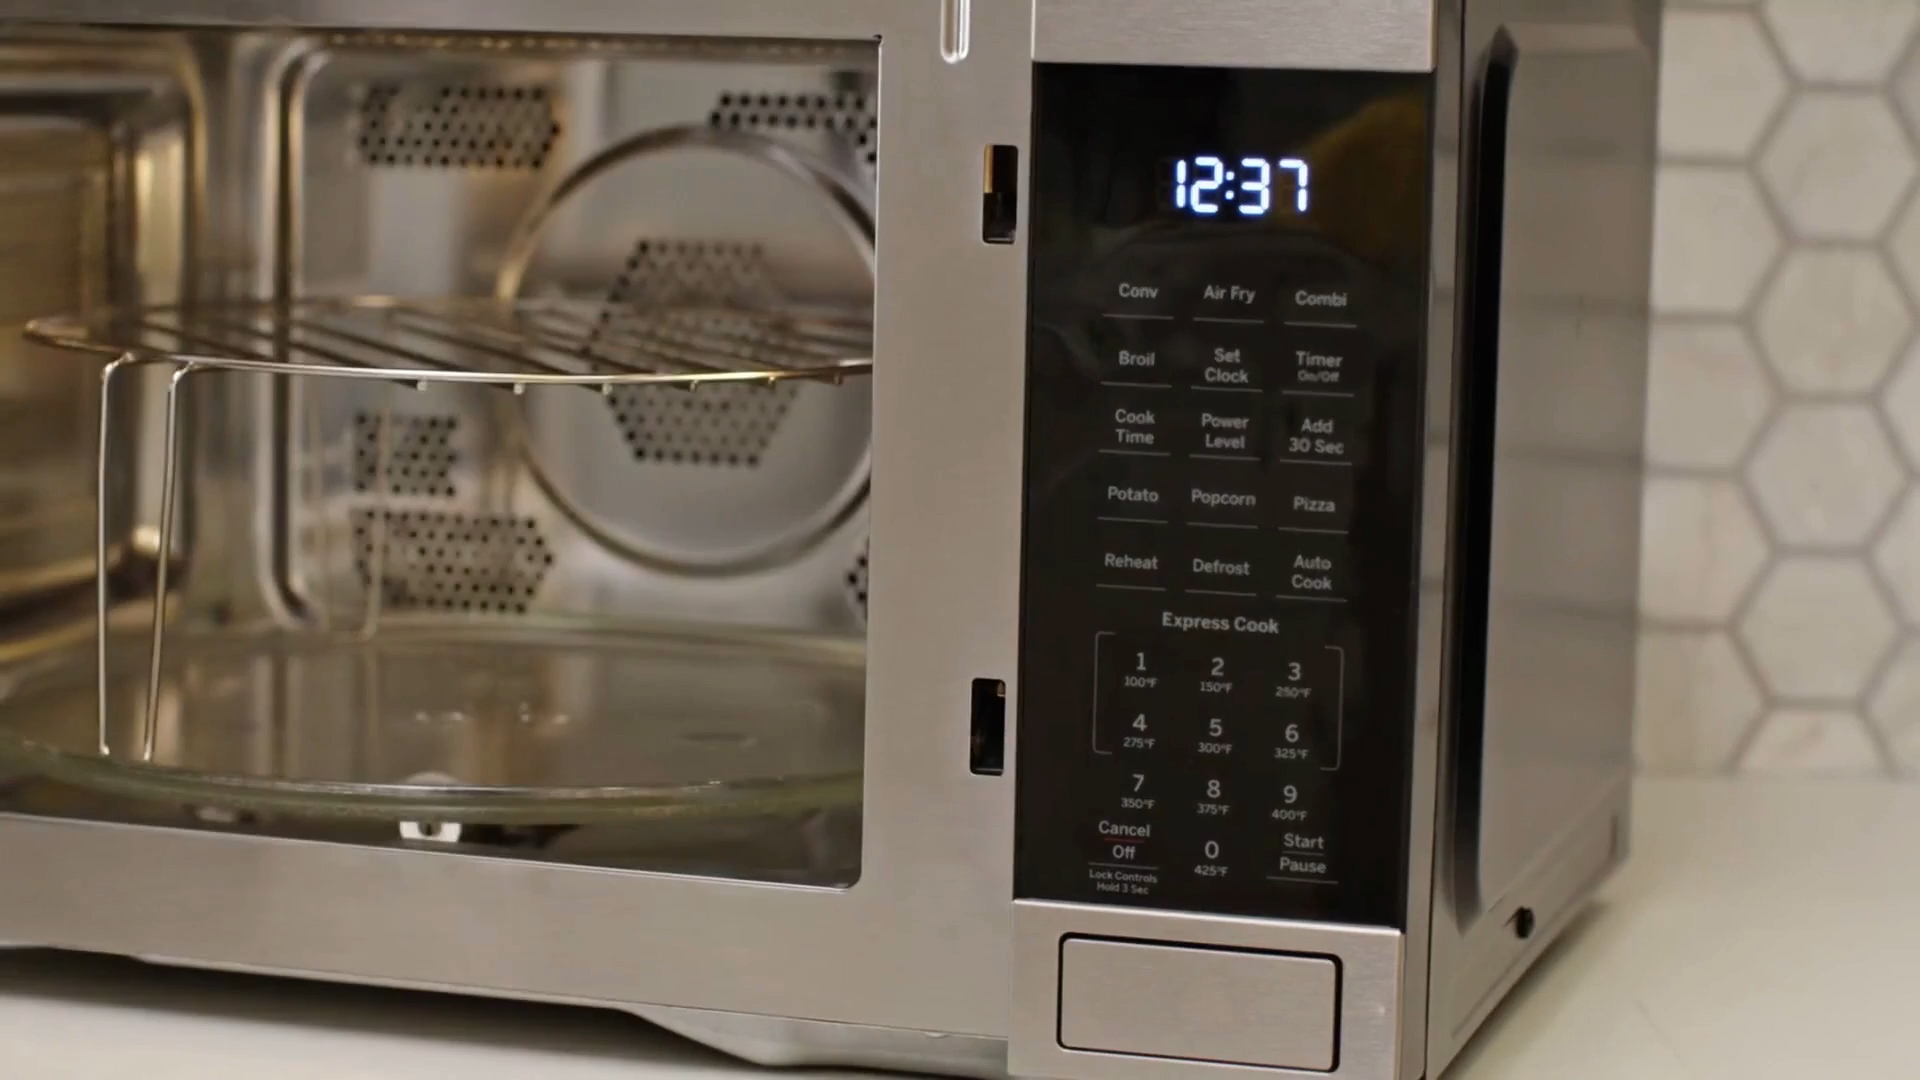 12:37
Conv Air Fry Combi
Broil Set Clock Timer On/Off
Cook Time Power Level Add 30 Sec
Potato Popcorn Pizza
Reheat Defrost Auto Cook
Express Cook
1 2 3
100°F 150°F 250°F
4 5 6
275°F 300°F 325°F
7 8 9
350°F 375°F 400°F
Cancel Off 0 Start Pause
425°F
Lock Controls
Hold 3 Sec